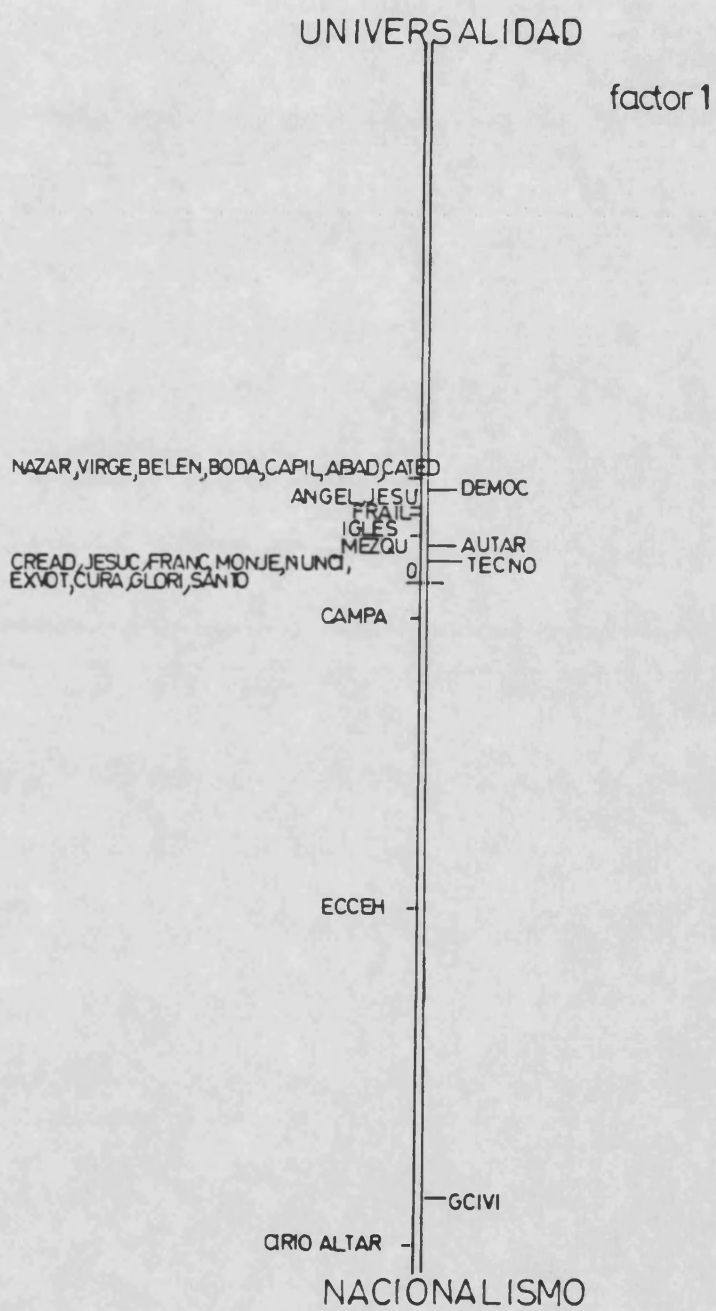 UNIVERSALIDAD
factor 1
NAZAR,VIRGE,BELEN,BODA,CAPIL,ABAD,CATED
DEMOC
ANGEL,JESU
FRAIL
IGLES
MEZQU
AUTAR
CREAD,JESUC,FRANC,MONJE,NUNCI,
TECNO
EXVOT,CURA,GLORI,SANTO
0
CAMPA
ECCEH
GCIVI
CIRIO ALTAR
NACIONALISMO